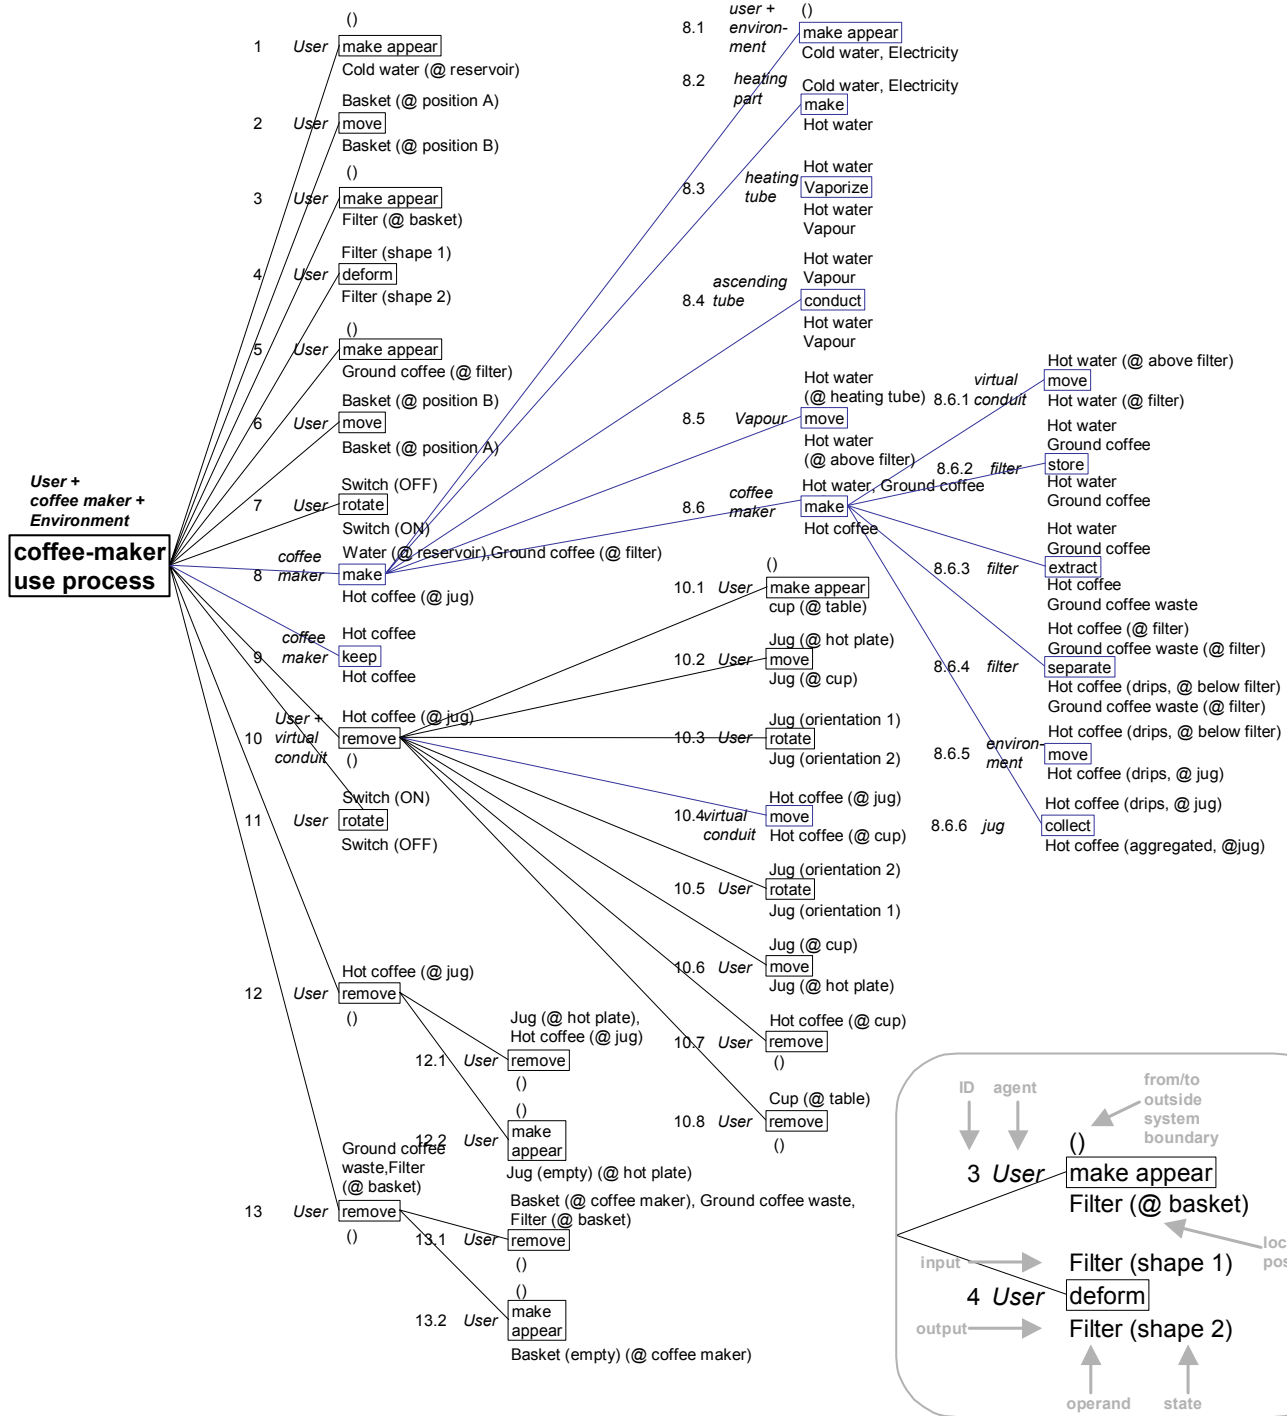 User +
coffee maker +
Environment
coffee-maker
use process
()
1 User make appear
Cold water (@ reservoir)
Basket (@ position A)
2 User move
Basket (@ position B)
()
3 User make appear
Filter (@ basket)
Filter (shape 1)
4 User deform
Filter (shape 2)
()
5 User make appear
Ground coffee (@ filter)
Basket (@ position B)
6 User move
Basket (@ position A)
Switch (OFF)
7 User rotate
Switch (ON)
Water (@ reservoir),Ground coffee (@ filter)
8 coffee
maker make
Hot coffee (@ jug)
Hot coffee
9 coffee
maker keep
Hot coffee
Hot coffee (@ jug)
10 User +
virtual
conduit remove
()
Switch (ON)
11 User rotate
Switch (OFF)
Hot coffee (@ jug)
12 User remove
()
Jug (@ hot plate),
Hot coffee (@ jug)
12.1 User remove
()
()
12.2 User make
appear
Jug (empty) (@ hot plate)
Ground coffee
waste,Filter
(@ basket)
13 User remove
()
Basket (@ coffee maker), Ground coffee waste,
Filter (@ basket)
13.1 User remove
()
()
13.2 User make
appear
Basket (empty) (@ coffee maker)
()
8.1 user +
environ-
ment make appear
Cold water, Electricity
Cold water, Electricity
8.2 heating
part make
Hot water
Hot water
8.3 heating
tube Vaporize
Hot water
Vapour
Hot water
Vapour
8.4 ascending
tube conduct
Hot water
Vapour
Hot water
(@ heating tube)
8.5 Vapour move
Hot water
(@ above filter)
Hot water, Ground coffee
8.6 coffee
maker make
Hot coffee
Hot water (@ above filter)
8.6.1 virtual
conduit move
Hot water (@ filter)
Hot water
Ground coffee
8.6.2 filter store
Hot water
Ground coffee
Hot water
Ground coffee
8.6.3 filter extract
Hot coffee
Ground coffee waste
Hot coffee (@ filter)
Ground coffee waste (@ filter)
8.6.4 filter separate
Hot coffee (drips, @ below filter)
Ground coffee waste (@ filter)
Hot coffee (drips, @ below filter)
8.6.5 environ-
ment move
Hot coffee (drips, @ jug)
Hot coffee (drips, @ jug)
8.6.6 jug collect
Hot coffee (aggregated, @jug)
()
10.1 User make appear
cup (@ table)
Jug (@ hot plate)
10.2 User move
Jug (@ cup)
Jug (orientation 1)
10.3 User rotate
Jug (orientation 2)
Hot coffee (@ jug)
10.4 virtual
conduit move
Hot coffee (@ cup)
Jug (orientation 2)
10.5 User rotate
Jug (orientation 1)
Jug (@ cup)
10.6 User move
Jug (@ hot plate)
Hot coffee (@ cup)
10.7 User remove
()
Cup (@ table)
10.8 User remove
()
ID agent
from/to
outside
system
boundary
()
3 User make appear
Filter (@ basket)
loc
pos
input Filter (shape 1)
4 User deform
output Filter (shape 2)
operand state